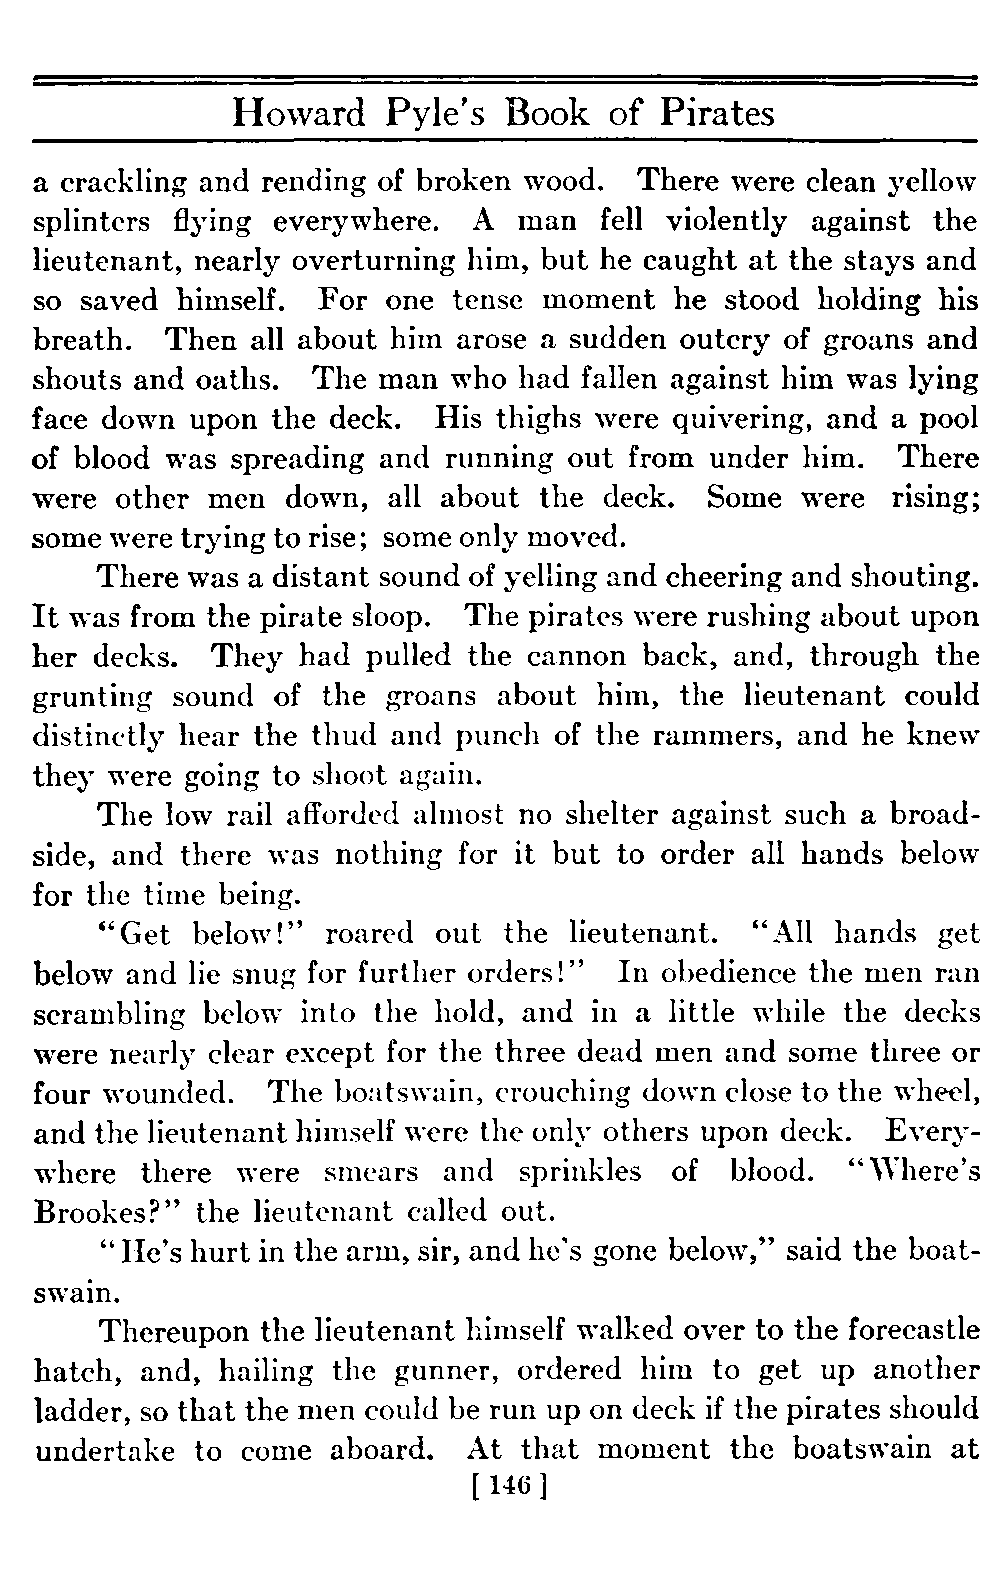 Howard Pyle's Book of Pirates
a crackling and rending of broken wood. There were clean yellow
splinters flying everywhere. A man fell violently against the
lieutenant, nearly overturning him, but he caught at the stays and
so saved himself. For one tense moment he stood holding his
breath. Then all about him arose a sudden outcry of groans and
shouts and oaths. The man who had fallen against him was lying
face down upon the deck. His thighs were quivering, and a pool
of blood was spreading and running out from under him. There
were other men down, all about the deck. Some were rising;
some were trying to rise; some only moved.
There was a distant sound of yelling and cheering and shouting.
It was from the pirate sloop. The pirates were rushing about upon
her decks. They had pulled the cannon back, and, through the
grunting sound of the groans about him, the lieutenant could
distinctly hear the thud and punch of the rammers, and he knew
they were going to shoot again.
The low rail afforded almost no shelter against such a broad-
side, and there was nothing for it but to order all hands below
for the time being.
"Get below!" roared out the lieutenant. "All hands get
below and lie snug for further orders!" In obedience the men ran
scrambling below into the hold, and in a little while the decks
were nearly clear except for the three dead men and some three or
four wounded. The boatswain, crouching down close to the wheel,
and the lieutenant himself were the only others upon deck. Every-
where there were smears and sprinkles of blood. "Where's
Brookes?" the lieutenant called out.
"He's hurt in the arm, sir, and he's gone below," said the boat-
swain.
Thereupon the lieutenant himself walked over to the forecastle
hatch, and, hailing the gunner, ordered him to get up another
ladder, so that the men could be run up on deck if the pirates should
undertake to come aboard. At that moment the boatswain at
[ 146 ]